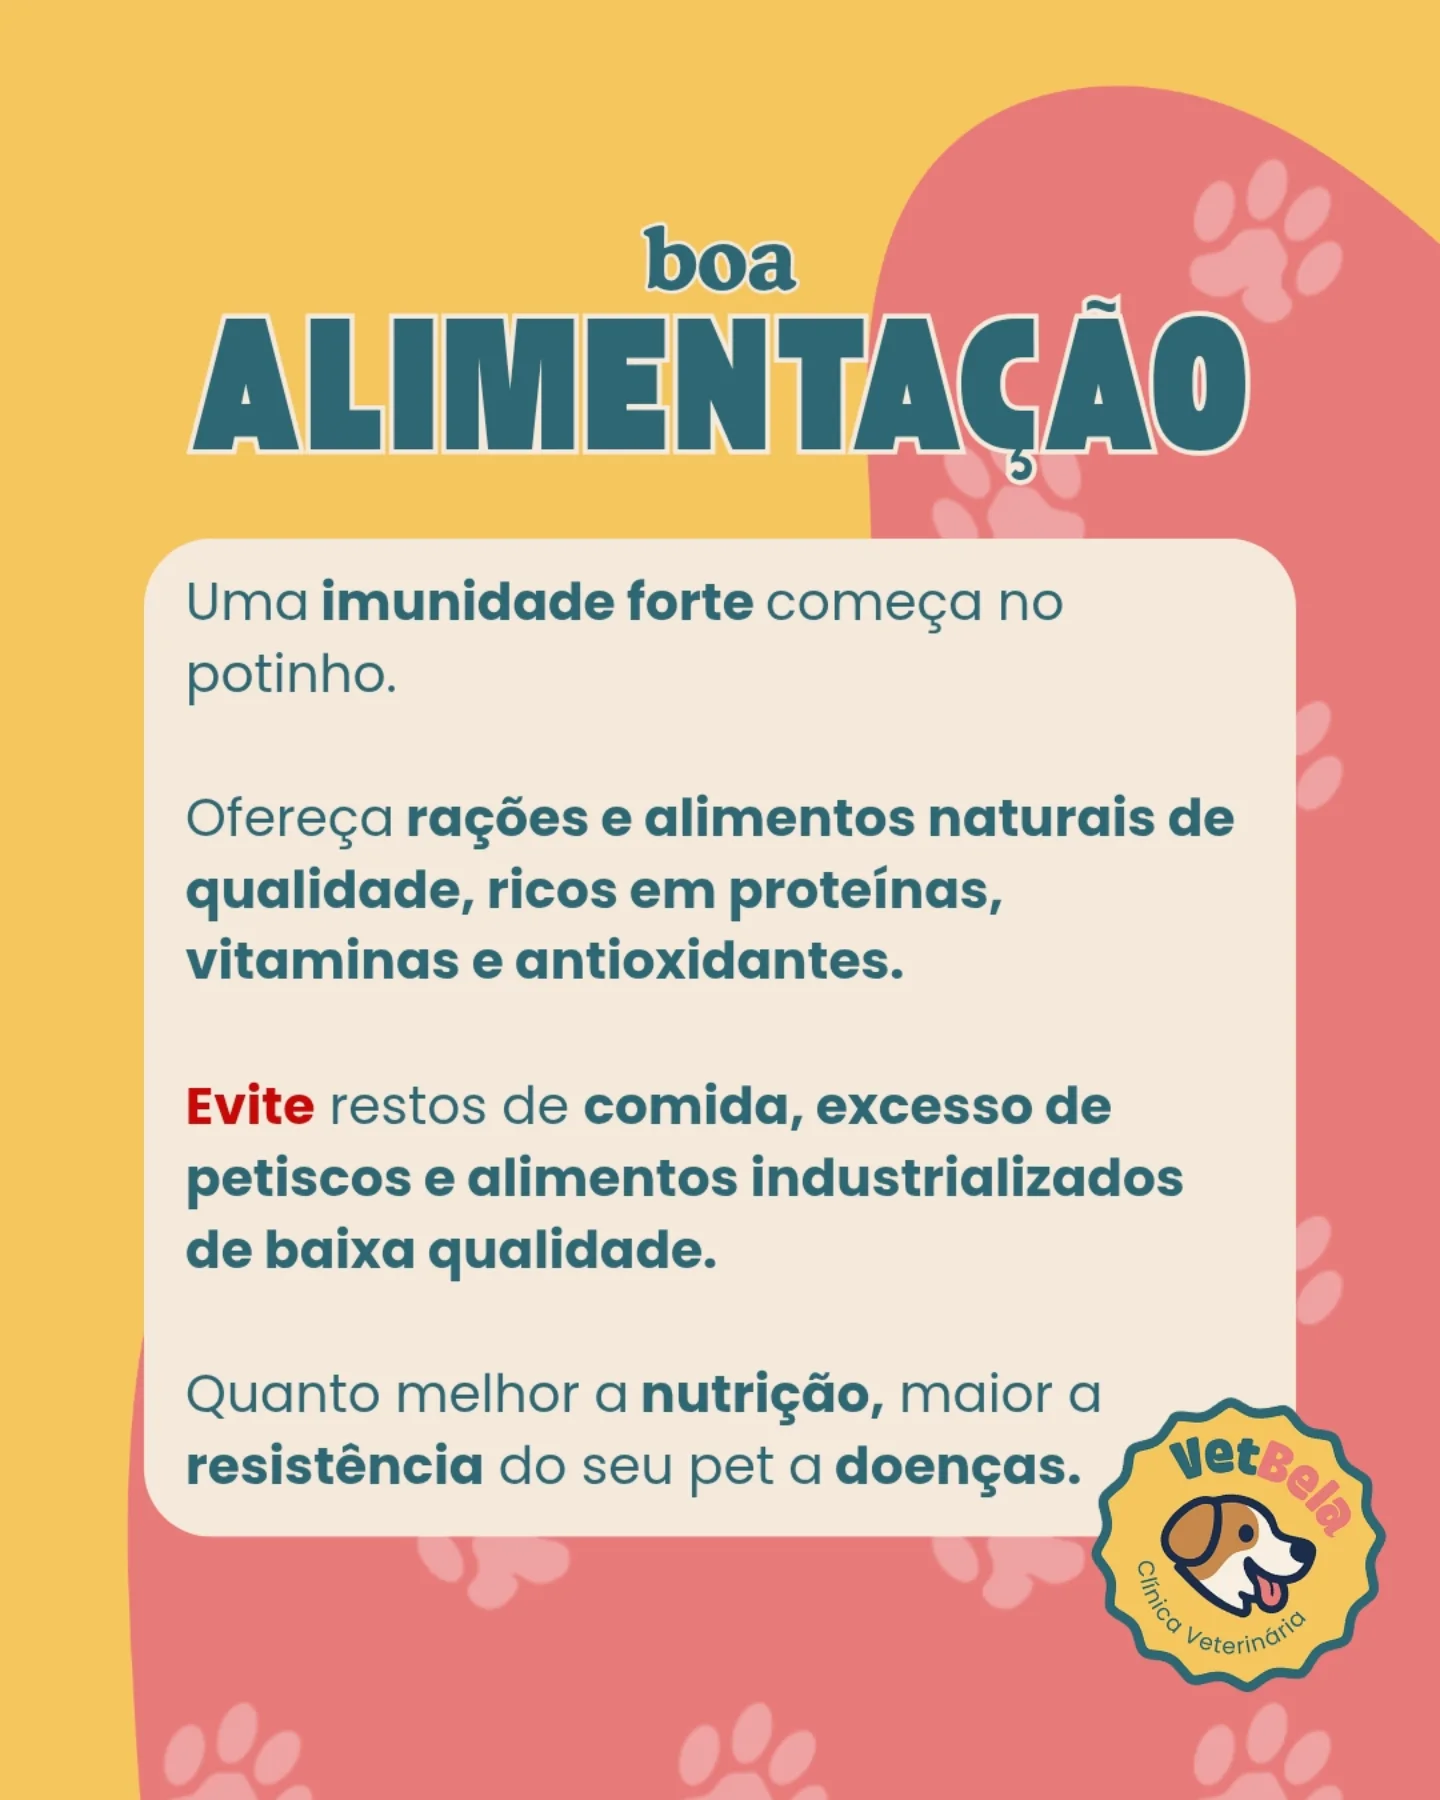 boa
ALIMENTAÇÃO
Uma imunidade forte começa no
potinho.
Ofereça rações e alimentos naturais de
qualidade, ricos em proteínas,
vitaminas e antioxidantes.
Evite restos de comida, excesso de
petiscos e alimentos industrializados
de baixa qualidade.
Quanto melhor a nutrição, maior a
resistência do seu pet a doenças.
VetBela
Clínica Veterinária